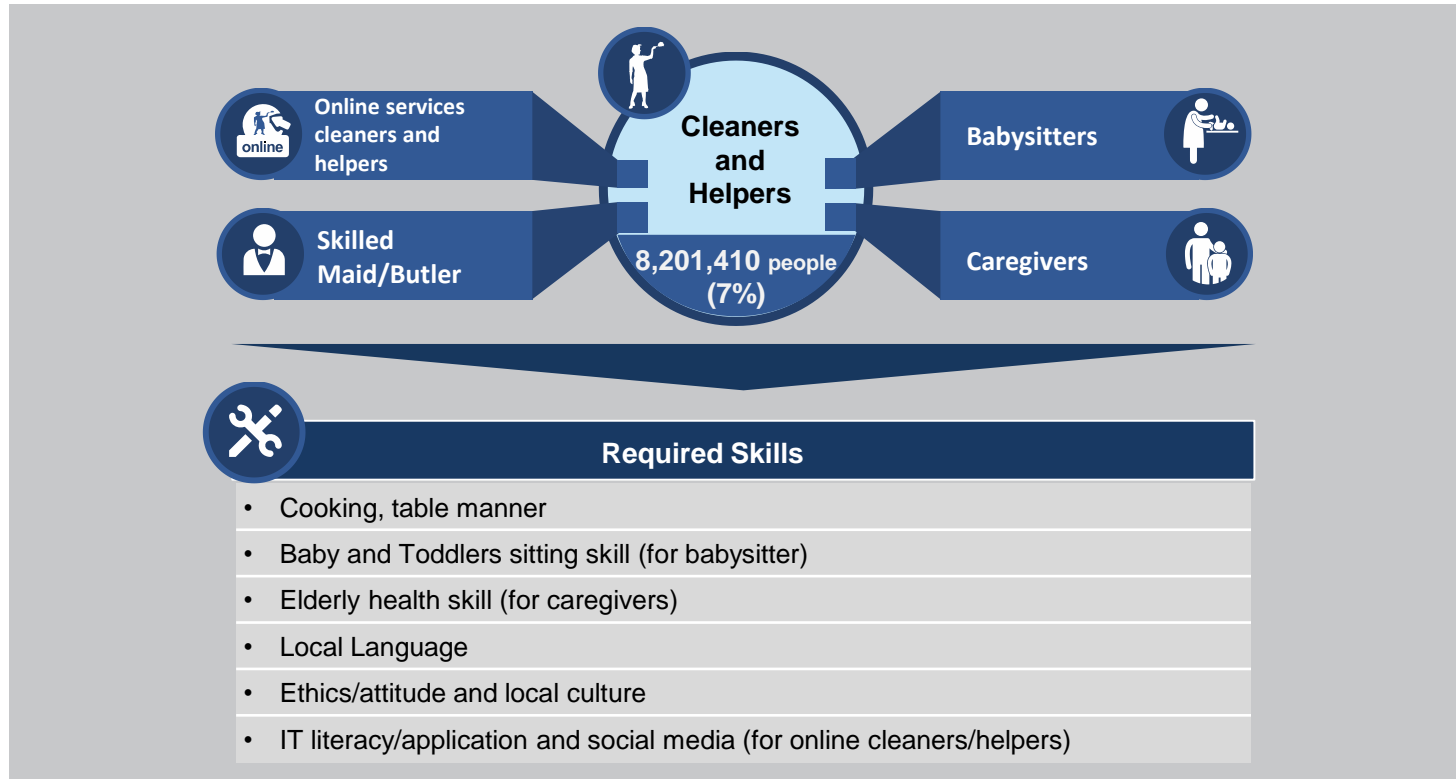 Online services
cleaners and
helpers
online
Skilled
Maid/Butler
Cleaners
and
Helpers
8,201,410 people
(7%)
Babysitters
Caregivers
Required Skills
• Cooking, table manner
• Baby and Toddlers sitting skill (for babysitter)
• Elderly health skill (for caregivers)
• Local Language
• Ethics/attitude and local culture
• IT literacy/application and social media (for online cleaners/helpers)